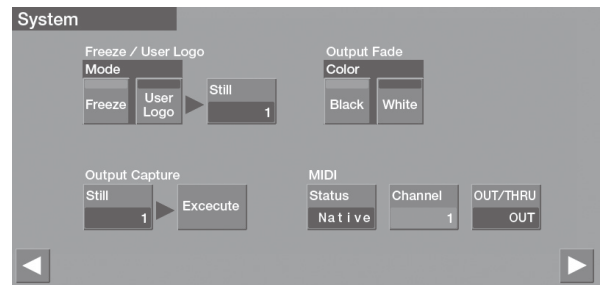 System
Freeze / User Logo
Mode
Freeze
User
Logo
Still
1
Output Fade
Color
Black
White
Output Capture
Still
1
Excecute
MIDI
Status
Native
Channel
1
OUT/THRU
OUT